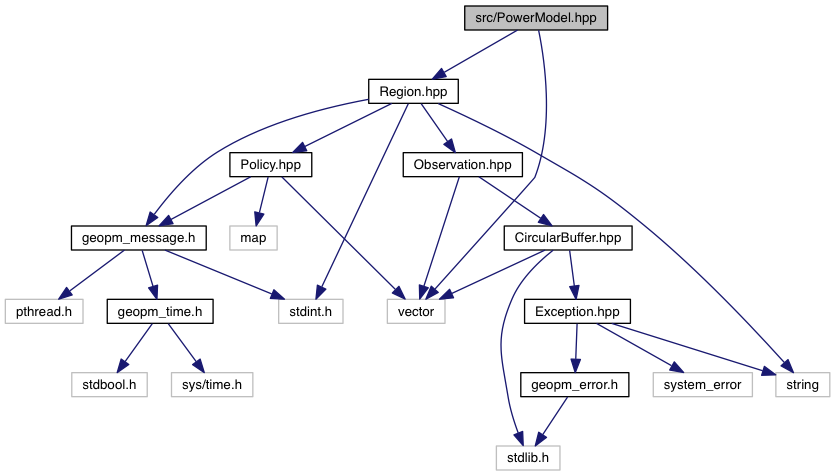 src/PowerModel.hpp
Region.hpp
Policy.hpp
Observation.hpp
geopm_message.h
map
CircularBuffer.hpp
pthread.h
geopm_time.h
stdint.h
vector
Exception.hpp
stdbool.h
sys/time.h
geopm_error.h
system_error
string
stdlib.h